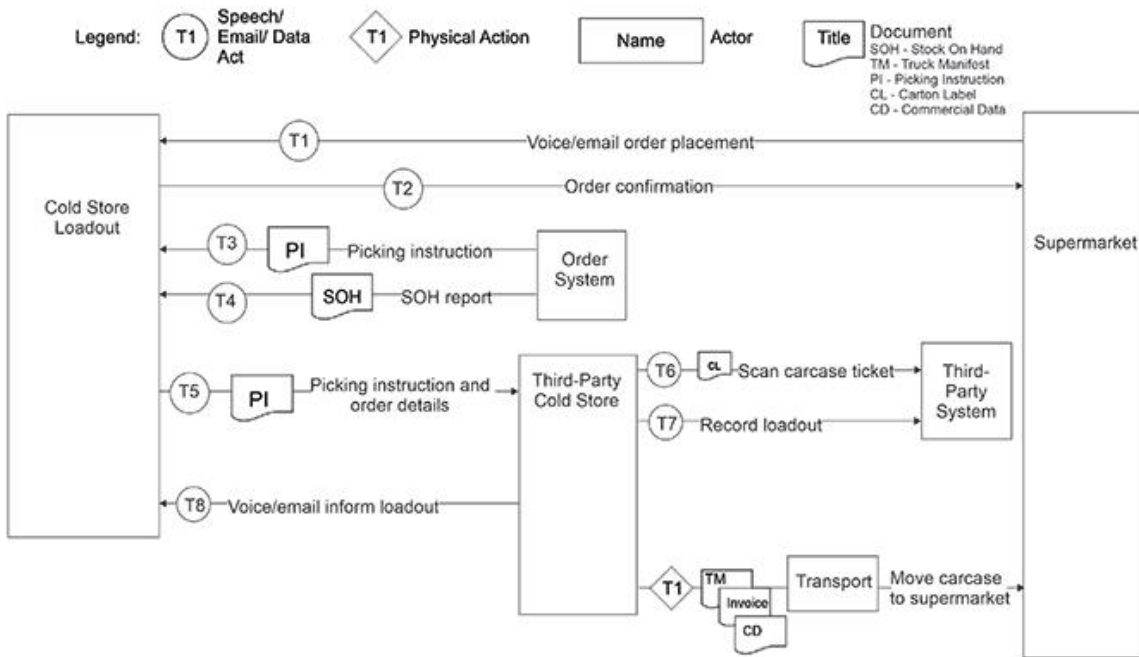 Legend:
T1
Speech/
Email/ Data
Act
T1
Physical Action
Name
Actor
Title
Document
SOH - Stock On Hand
TM - Truck Manifest
PI - Picking Instruction
CL - Carton Label
CD - Commercial Data
Cold Store
Loadout
Supermarket
T1
Voice/email order placement
T2
Order confirmation
T3
PI
Picking instruction
Order
System
T4
SOH
SOH report
T5
PI
Picking instruction and
order details
Third-Party
Cold Store
T6
CL
Scan carcase ticket
Third-
Party
System
T7
Record loadout
T8
Voice/email inform loadout
T1
TM
Invoice
CD
Transport
Move carcase
to supermarket